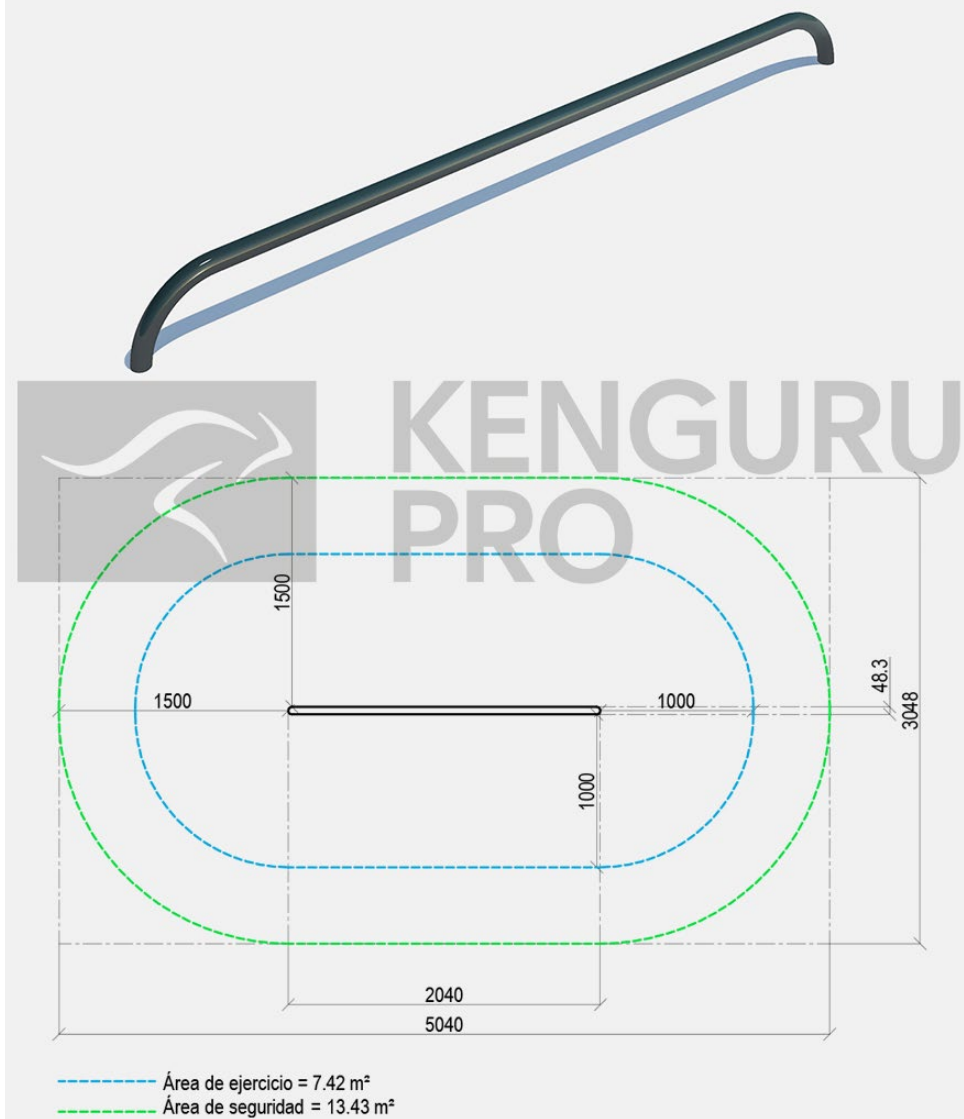 KENGURU
PRO
1500
1500
1000
48.3
3048
1000
2040
5040
Área de ejercicio = 7.42 m²
Área de seguridad = 13.43 m²